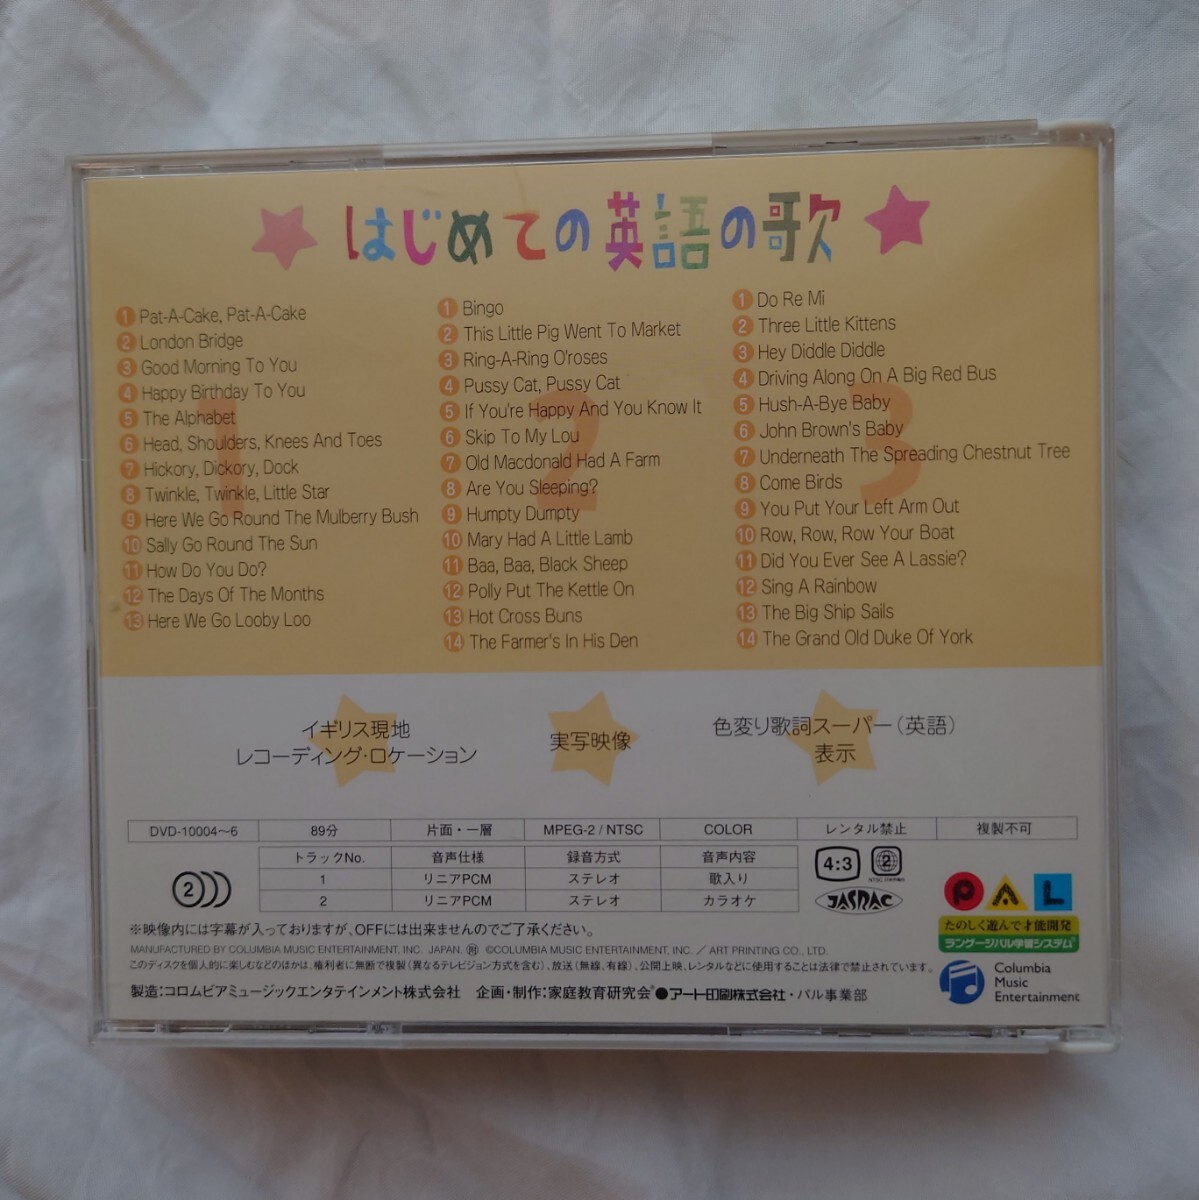 はじめての英語の歌
1 Pat-A-Cake, Pat-A-Cake
2 London Bridge
3 Good Morning To You
4 Happy Birthday To You
5 The Alphabet
6 Head, Shoulders, Knees And Toes
7 Hickory, Dickory, Dock
8 Twinkle, Twinkle, Little Star
9 Here We Go Round The Mulberry Bush
10 Sally Go Round The Sun
11 How Do You Do?
12 The Days Of The Months
13 Here We Go Looby Loo
1
1 Bingo
2 This Little Pig Went To Market
3 Ring-A-Ring O'roses
4 Pussy Cat, Pussy Cat
5 If You're Happy And You Know It
6 Skip To My Lou
7 Old Macdonald Had A Farm
8 Are You Sleeping?
9 Humpty Dumpty
10 Mary Had A Little Lamb
11 Baa, Baa, Black Sheep
12 Polly Put The Kettle On
13 Hot Cross Buns
14 The Farmer's In His Den
2
1 Do Re Mi
2 Three Little Kittens
3 Hey Diddle Diddle
4 Driving Along On A Big Red Bus
5 Hush-A-Bye Baby
6 John Brown's Baby
7 Underneath The Spreading Chestnut Tree
8 Come Birds
9 You Put Your Left Arm Out
10 Row, Row, Row Your Boat
11 Did You Ever See A Lassie?
12 Sing A Rainbow
13 The Big Ship Sails
14 The Grand Old Duke Of York
3
イギリス現地
レコーディング・ロケーション
実写映像
色変り歌詞スーパー（英語）
表示
DVD-10004〜6 89分 片面・一層 MPEG-2 / NTSC COLOR レンタル禁止 複製不可
2
トラックNo. 音声仕様 録音方式 音声内容
1 リニアPCM ステレオ 歌入り
2 リニアPCM ステレオ カラオケ
4:3
2
JASRAC
PAL
たのしく遊んで才能開発
ランゲージパル学習システム®
※映像内には字幕が入っておりますが、OFFには出来ませんのでご了承ください。
MANUFACTURED BY COLUMBIA MUSIC ENTERTAINMENT, INC. JAPAN. ©COLUMBIA MUSIC ENTERTAINMENT, INC. / ART PRINTING CO., LTD.
このディスクを個人的に楽しむなどのほかは、権利者に無断で複製（異なるテレビジョン方式を含む）、放送（無線、有線）、公開上映、レンタルなどに使用することは法律で禁止されています。
製造：コロムビアミュージックエンタテインメント株式会社 企画・制作：家庭教育研究会®●アート印刷株式会社・パル事業部
Columbia
Music
Entertainment